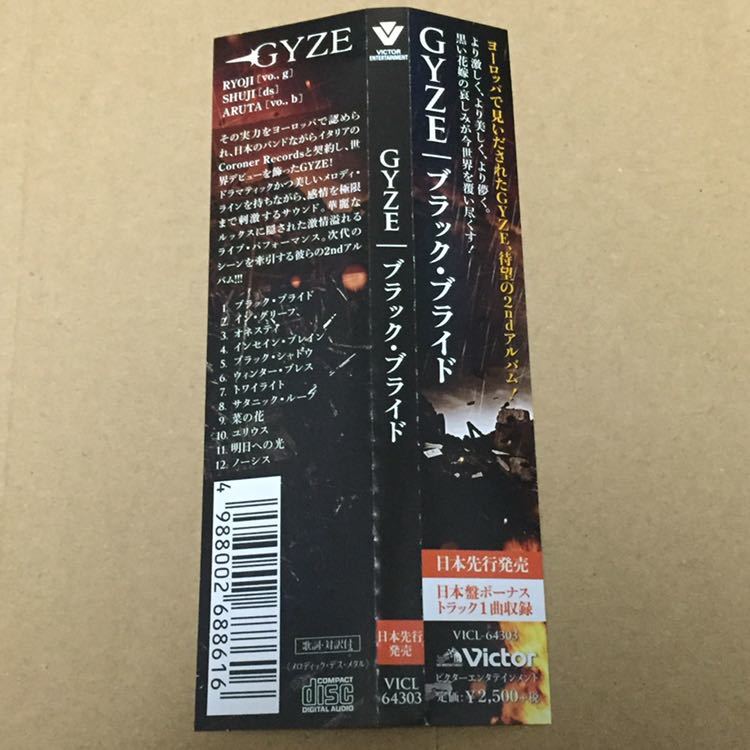 GYZE
RYOJI [vo., g]
SHUJI [ds]
ARUTA [vo., b]
その実力をヨーロッパで認めら
れ、日本のバンドながらイタリアの
Coroner Recordsと契約し、世
界デビューを飾ったGYZE!
ドラマティックかつ美しいメロディ・
ラインを持ちながら、感情を極限
まで刺激するサウンド。華麗な
ルックスに隠された激情溢れる
ライブ・パフォーマンス。次代の
シーンを牽引する彼らの2ndアル
バム!!!
1. ブラック・ブライド
2. イン・グリーフ
3. オネスティ
4. インセイン・ブレイン
5. ブラック・シャドウ
6. ウィンター・ブレス
7. トワイライト
8. サタニック・ループ
9. 菜の花
10. ユリウス
11. 明日への光
12. ノーシス
4 988002 688616
歌詞・対訳付
(メロディック・デス・メタル)
COMPACT
disc
DIGITAL AUDIO
VICTOR
ENTERTAINMENT
GYZE | ブラック・ブライド
日本先行
発売
VICL
64303
ヨーロッパで見いだされたGYZE、待望の2ndアルバム!
より激しく、より美しく、より儚く。
黒い花嫁の哀しみが今世界を覆い尽くす!
GYZE | ブラック・ブライド
日本先行発売
日本盤ボーナス
トラック1曲収録
VICL-64303
Victor
ビクターエンタテインメント
定価:¥2,500+税